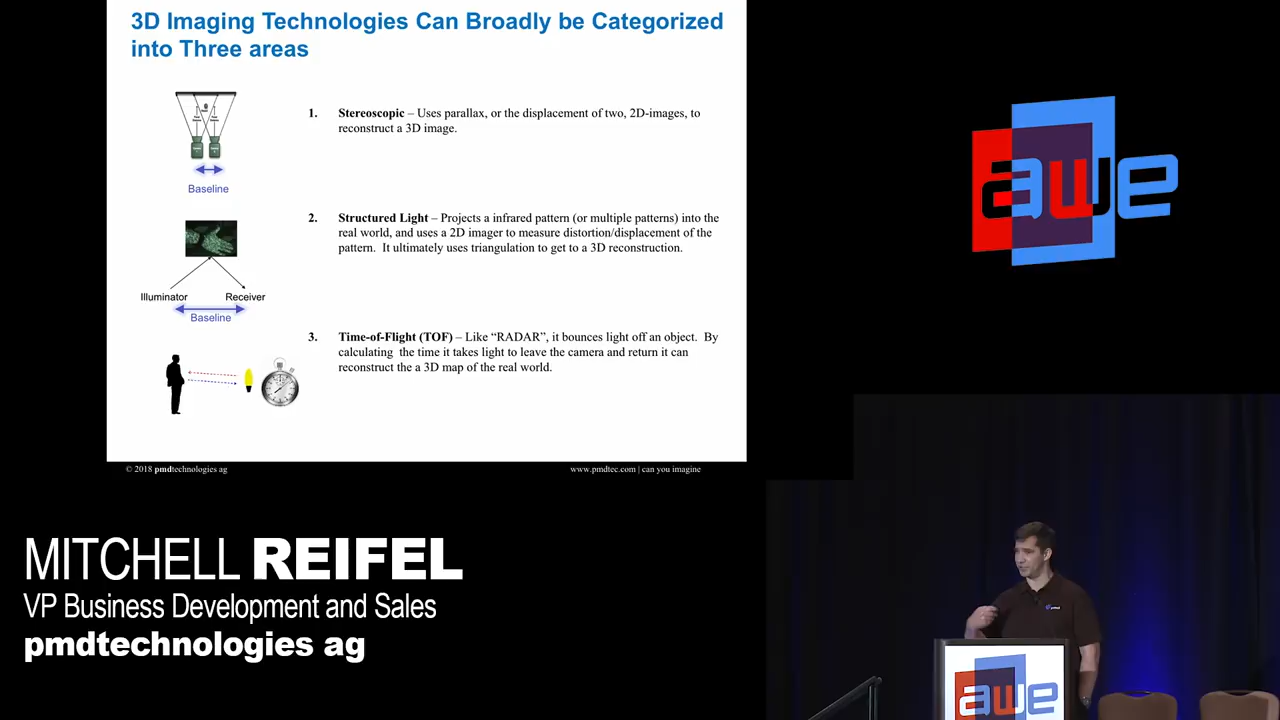 3D Imaging Technologies Can Broadly be Categorized
into Three areas
Baseline
1. Stereoscopic – Uses parallax, or the displacement of two, 2D-images, to
reconstruct a 3D image.
Illuminator Receiver
Baseline
2. Structured Light – Projects a infrared pattern (or multiple patterns) into the
real world, and uses a 2D imager to measure distortion/displacement of the
pattern. It ultimately uses triangulation to get to a 3D reconstruction.
3. Time-of-Flight (TOF) – Like “RADAR”, it bounces light off an object. By
calculating the time it takes light to leave the camera and return it can
reconstruct the a 3D map of the real world.
© 2018 pmdtechnologies ag
www.pmdtec.com | can you imagine
awe
MITCHELL REIFEL
VP Business Development and Sales
pmdtechnologies ag
pmd
awe